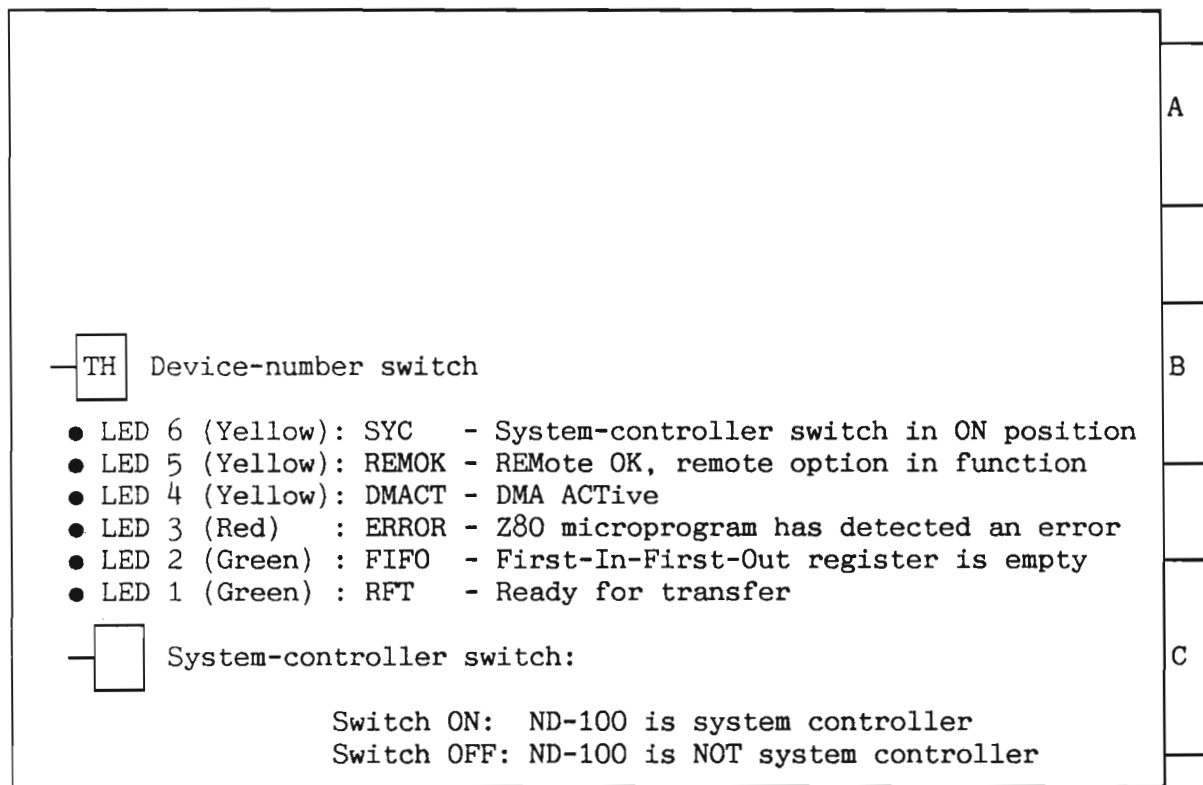 A
TH Device-number switch
B
● LED 6 (Yellow): SYC - System-controller switch in ON position
● LED 5 (Yellow): REMOK - REMote OK, remote option in function
● LED 4 (Yellow): DMACT - DMA ACTive
● LED 3 (Red) : ERROR - Z80 microprogram has detected an error
● LED 2 (Green) : FIFO - First-In-First-Out register is empty
● LED 1 (Green) : RFT - Ready for transfer
System-controller switch:
C
Switch ON: ND-100 is system controller
Switch OFF: ND-100 is NOT system controller